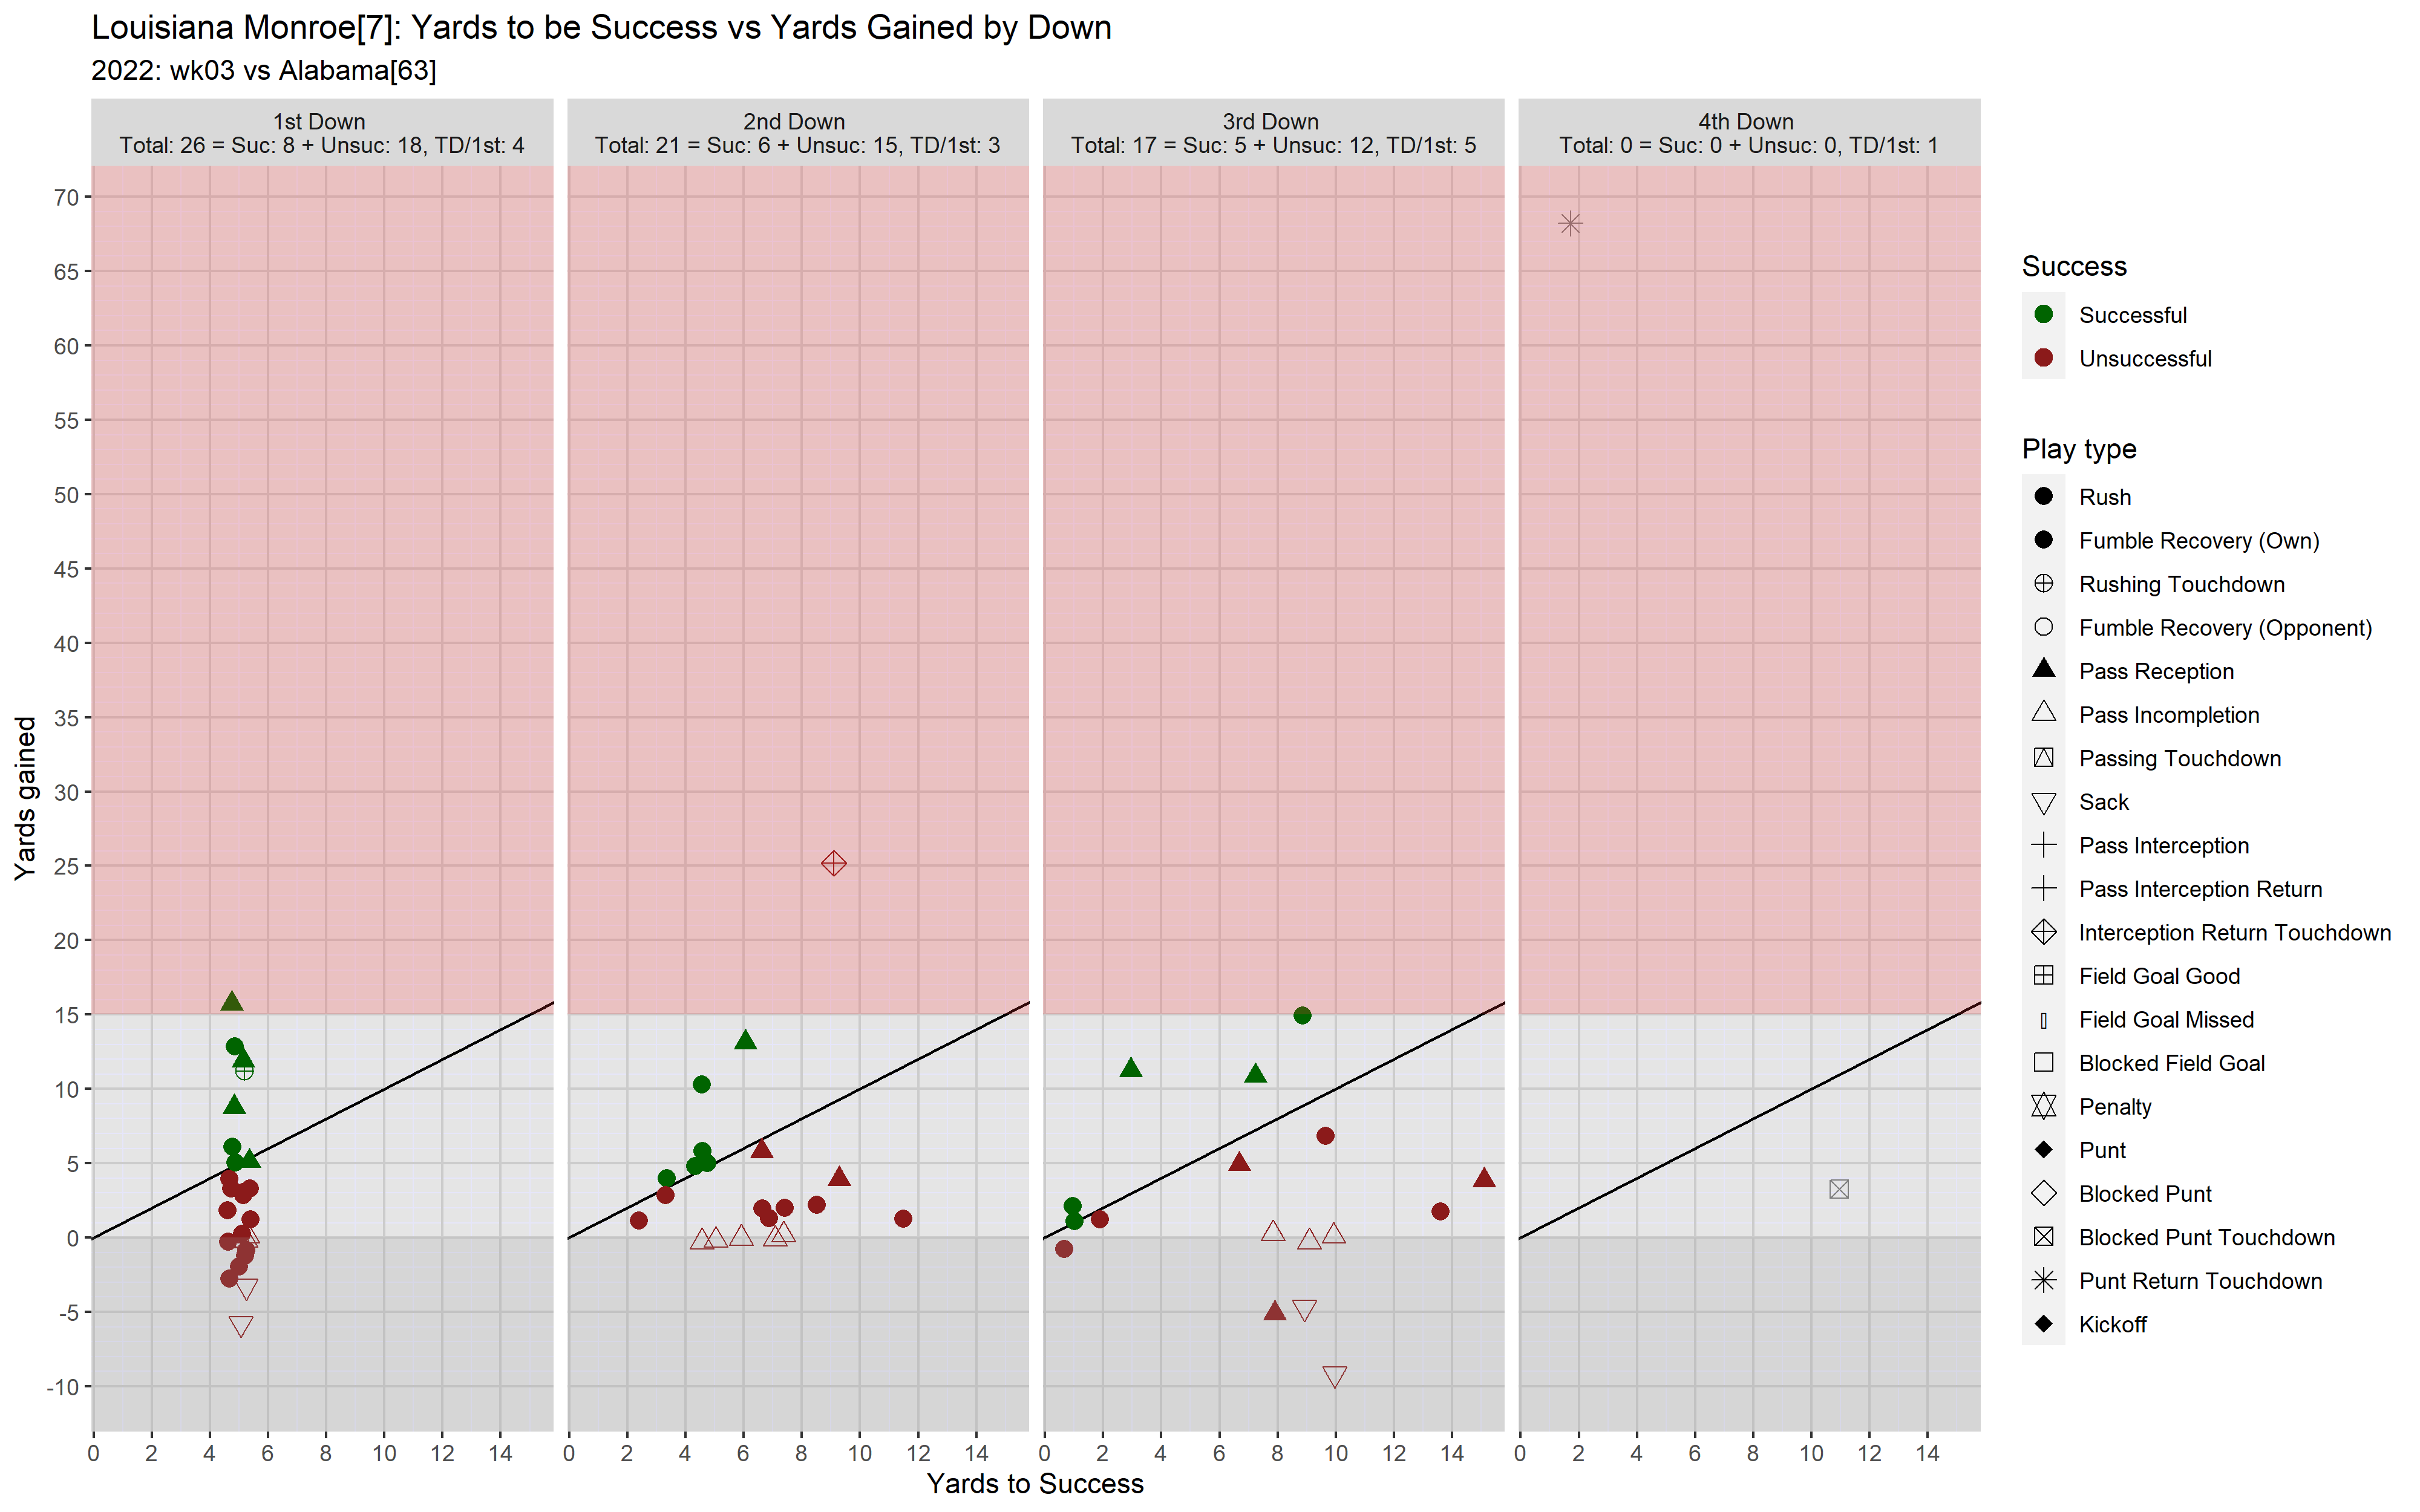 Louisiana Monroe[7]: Yards to be Success vs Yards Gained by Down
2022: wk03 vs Alabama[63]
1st Down
Total: 26 = Suc: 8 + Unsuc: 18, TD/1st: 4
2nd Down
Total: 21 = Suc: 6 + Unsuc: 15, TD/1st: 3
3rd Down
Total: 17 = Suc: 5 + Unsuc: 12, TD/1st: 5
4th Down
Total: 0 = Suc: 0 + Unsuc: 0, TD/1st: 1
Yards gained
70
65
60
55
50
45
40
35
30
25
20
15
10
5
0
-5
-10
0 2 4 6 8 10 12 14
0 2 4 6 8 10 12 14
0 2 4 6 8 10 12 14
0 2 4 6 8 10 12 14
Yards to Success
Success
Successful
Unsuccessful
Play type
Rush
Fumble Recovery (Own)
Rushing Touchdown
Fumble Recovery (Opponent)
Pass Reception
Pass Incompletion
Passing Touchdown
Sack
Pass Interception
Pass Interception Return
Interception Return Touchdown
Field Goal Good
Field Goal Missed
Blocked Field Goal
Penalty
Punt
Blocked Punt
Blocked Punt Touchdown
Punt Return Touchdown
Kickoff